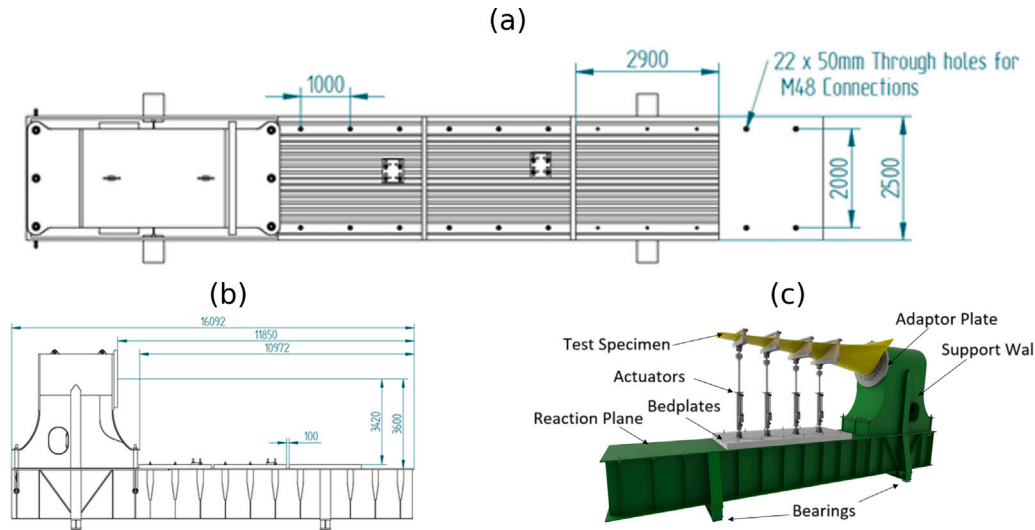 (a)
2900
22 x 50mm Through holes for
M48 Connections
1000
2000
2500
(b)
(c)
16092
11850
10972
3420
3600
100
Test Specimen
Adaptor Plate
Support Wal
Actuators
Bedplates
Reaction Plane
Bearings